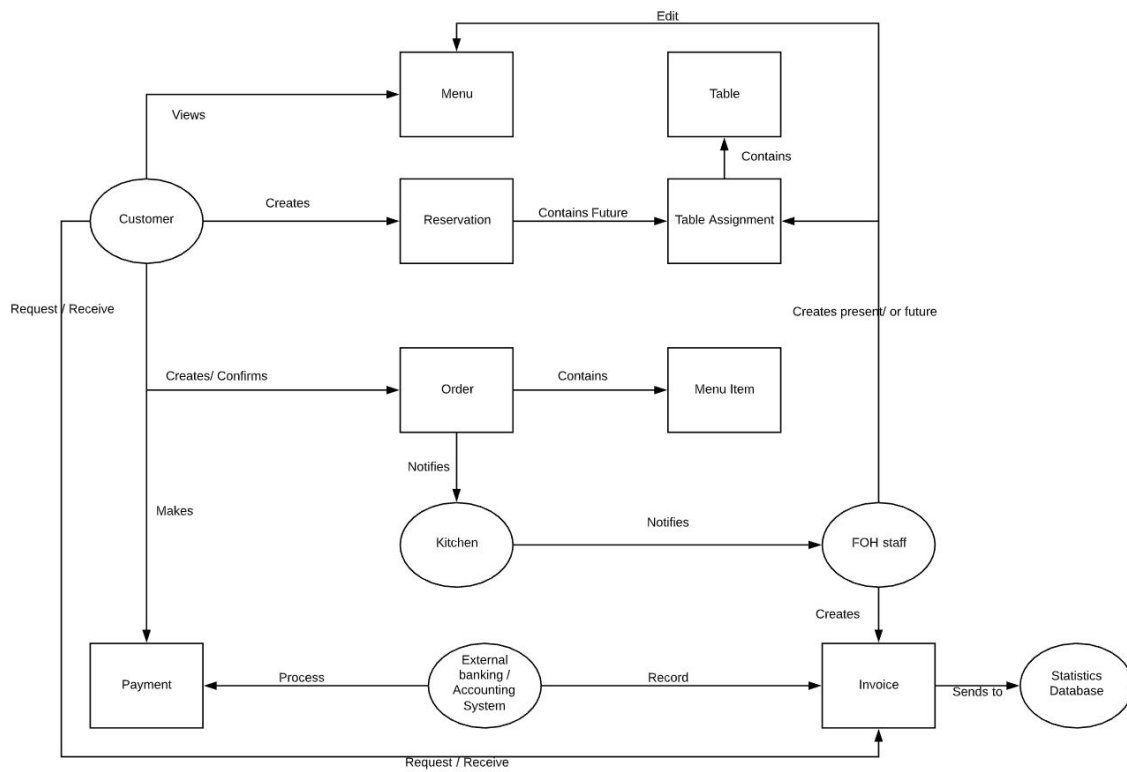 Edit
Menu
Table
Views
Contains
Customer
Creates
Reservation
Contains Future
Table Assignment
Request / Receive
Creates present/ or future
Creates/ Confirms
Order
Contains
Menu Item
Notifies
Makes
Kitchen
Notifies
FOH staff
Creates
Payment
Process
External
banking /
Accounting
System
Record
Invoice
Sends to
Statistics
Database
Request / Receive